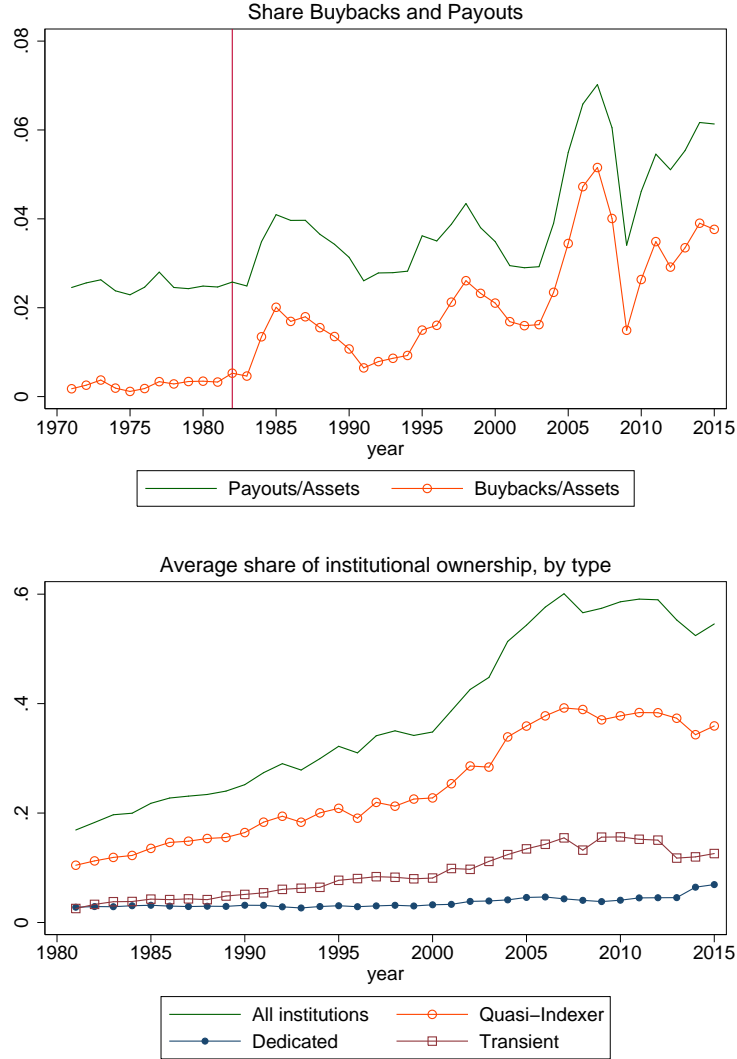 Share Buybacks and Payouts
.08
.06
.04
.02
0
1970 1975 1980 1985 1990 1995 2000 2005 2010 2015
year
Payouts/Assets Buybacks/Assets
Average share of institutional ownership, by type
.6
.4
.2
0
1980 1985 1990 1995 2000 2005 2010 2015
year
All institutions Quasi−Indexer
Dedicated Transient